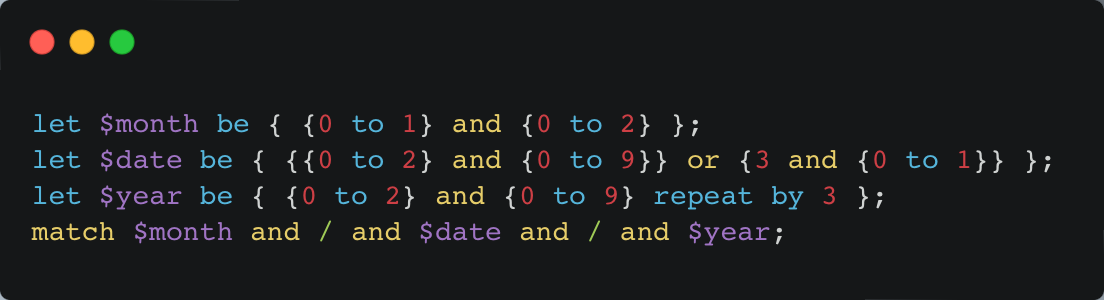 let $month be { {0 to 1} and {0 to 2} };
let $date be { {{0 to 2} and {0 to 9}} or {3 and {0 to 1}} };
let $year be { {0 to 2} and {0 to 9} repeat by 3 };
match $month and / and $date and / and $year;